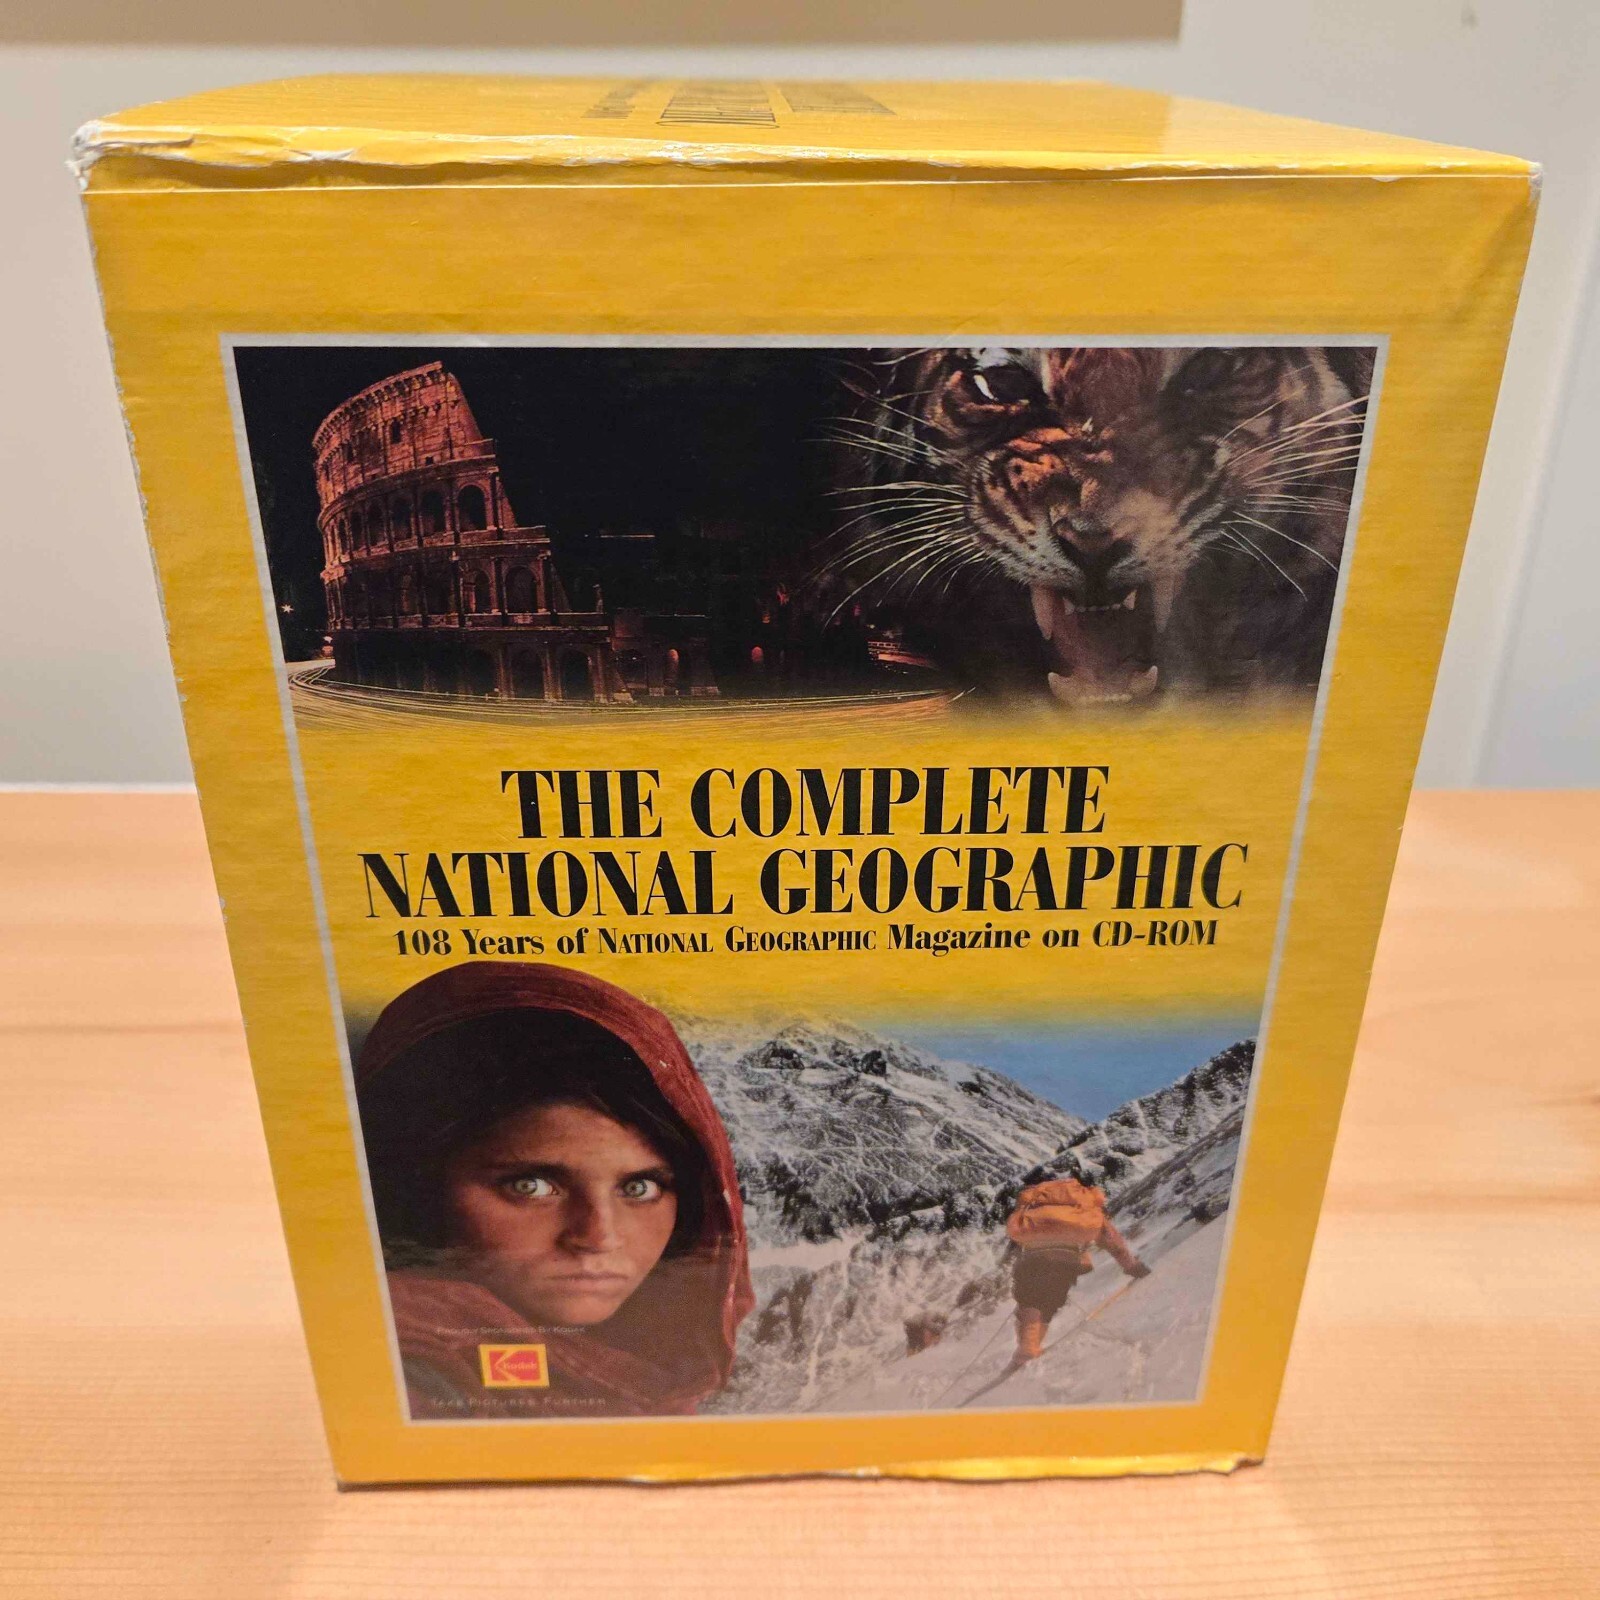 THE COMPLETE
NATIONAL GEOGRAPHIC
108 Years of NATIONAL GEOGRAPHIC Magazine on CD-ROM
PROUDLY SPONSORED BY KODAK
Kodak
TAKE PICTURES. FURTHER.